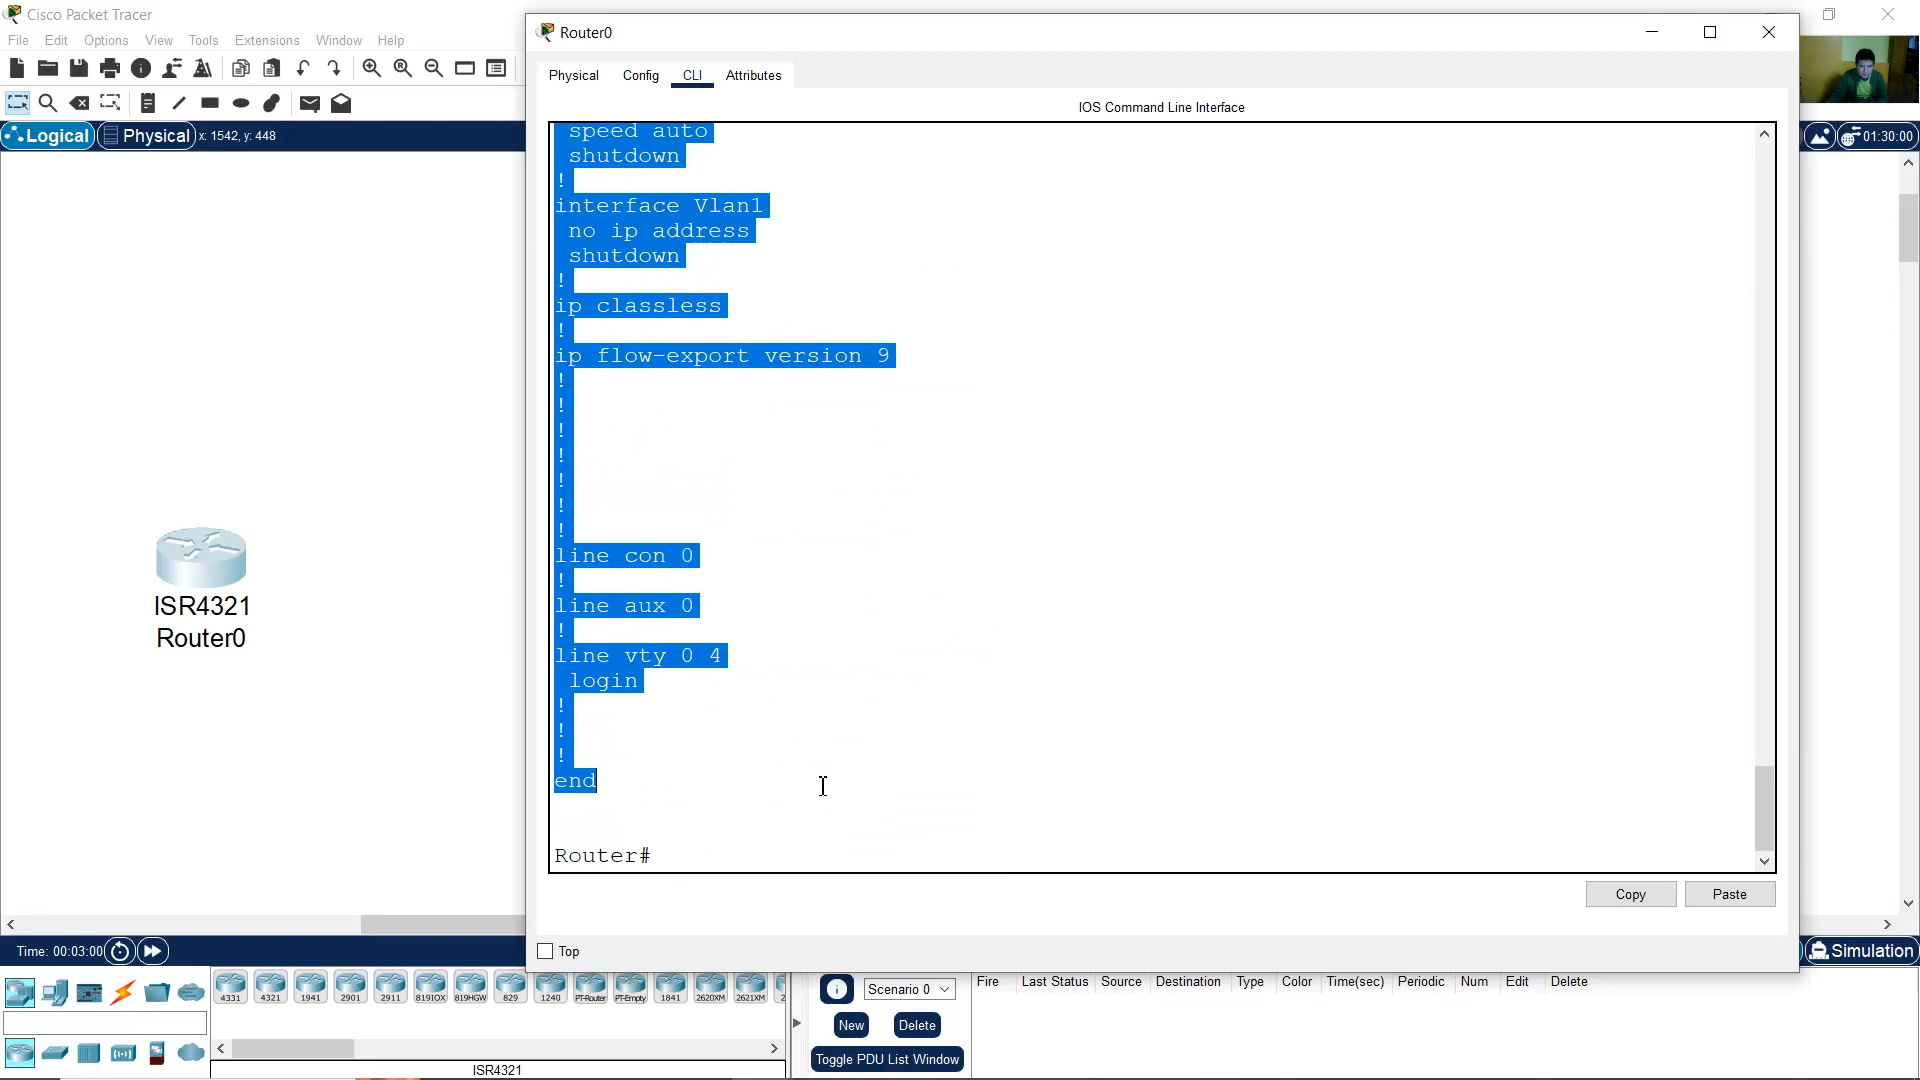 Cisco Packet Tracer
File Edit Options View Tools Extensions Window Help
Logical Physical x: 1542, y: 448
01:30:00
Router0
Physical Config CLI Attributes
IOS Command Line Interface
speed auto
shutdown
!
interface Vlan1
no ip address
shutdown
!
ip classless
!
ip flow-export version 9
!
!
!
!
!
!
!
line con 0
!
line aux 0
!
line vty 0 4
login
!
!
!
end
Router#
Copy Paste
Top
ISR4321
Router0
Time: 00:03:00
Simulation
4331 4321 1941 2901 2911 819IOX 819HGW 829 1240 PT-Router PT-Empty 1841 2620XM 2621XM 2
ISR4321
Scenario 0
New Delete
Toggle PDU List Window
Fire Last Status Source Destination Type Color Time(sec) Periodic Num Edit Delete